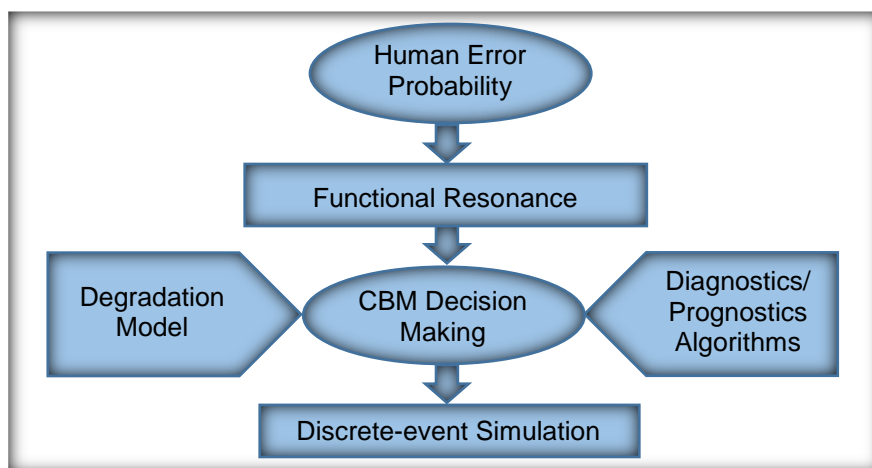 Human Error
Probability
Functional Resonance
Degradation
Model
CBM Decision
Making
Diagnostics/
Prognostics
Algorithms
Discrete-event Simulation